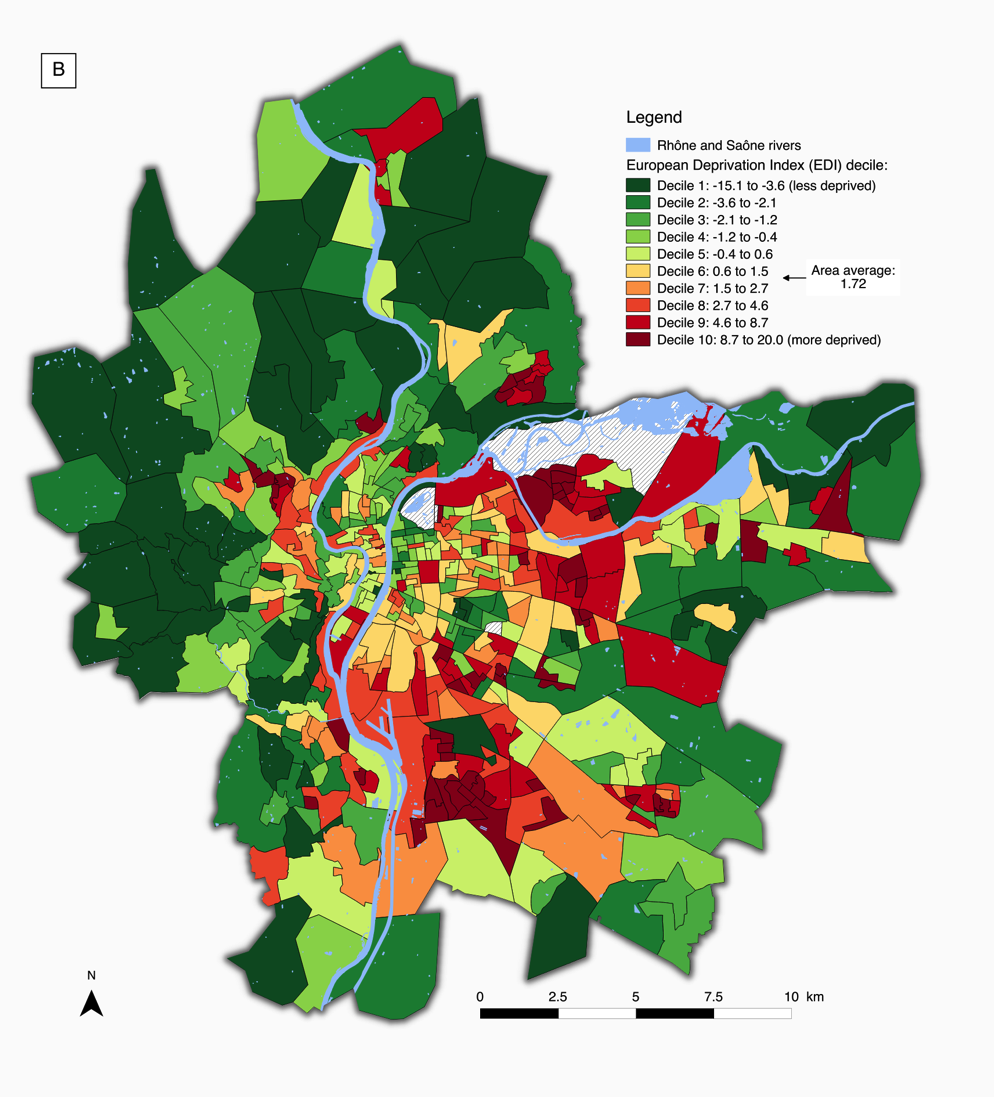 B
Legend
Rhône and Saône rivers
European Deprivation Index (EDI) decile:
Decile 1: -15.1 to -3.6 (less deprived)
Decile 2: -3.6 to -2.1
Decile 3: -2.1 to -1.2
Decile 4: -1.2 to -0.4
Decile 5: -0.4 to 0.6
Decile 6: 0.6 to 1.5
Decile 7: 1.5 to 2.7
Decile 8: 2.7 to 4.6
Decile 9: 4.6 to 8.7
Decile 10: 8.7 to 20.0 (more deprived)
Area average:
1.72
N
0 2.5 5 7.5 10 km